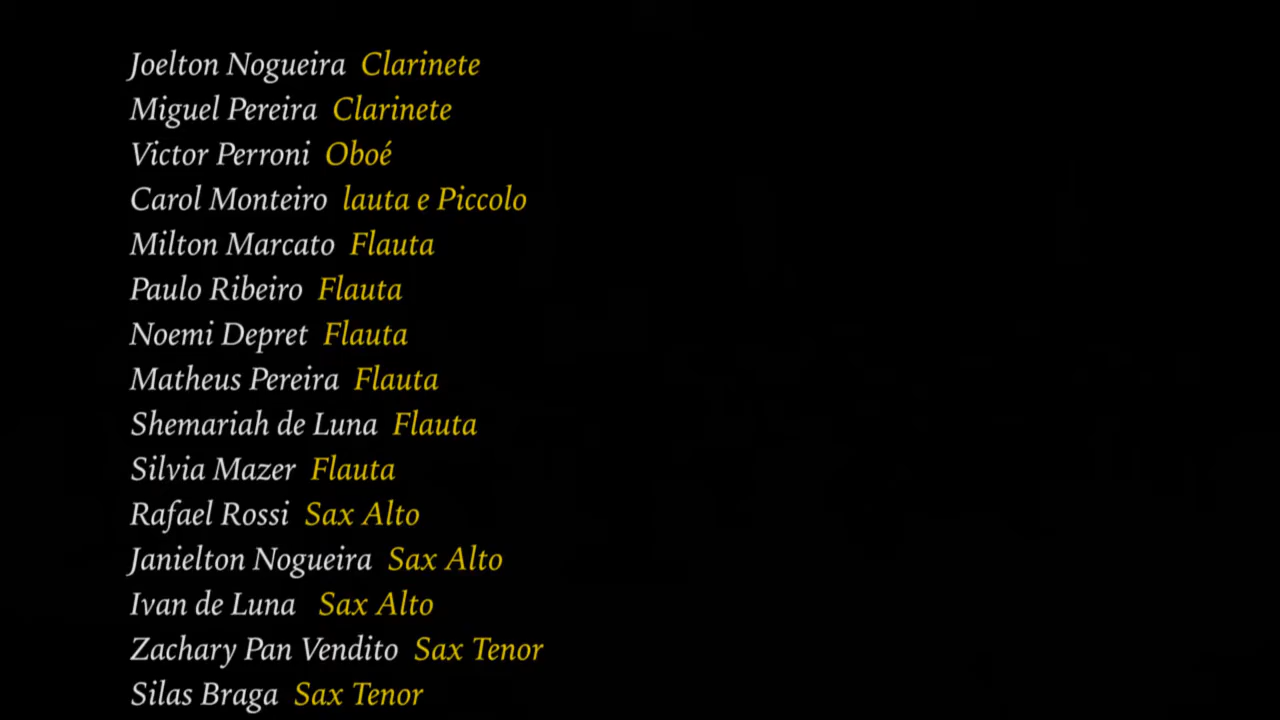 Joelton Nogueira Clarinete
Miguel Pereira Clarinete
Victor Perroni Oboé
Carol Monteiro lauta e Piccolo
Milton Marcato Flauta
Paulo Ribeiro Flauta
Noemi Depret Flauta
Matheus Pereira Flauta
Shemariah de Luna Flauta
Silvia Mazer Flauta
Rafael Rossi Sax Alto
Janielton Nogueira Sax Alto
Ivan de Luna Sax Alto
Zachary Pan Vendito Sax Tenor
Silas Braga Sax Tenor